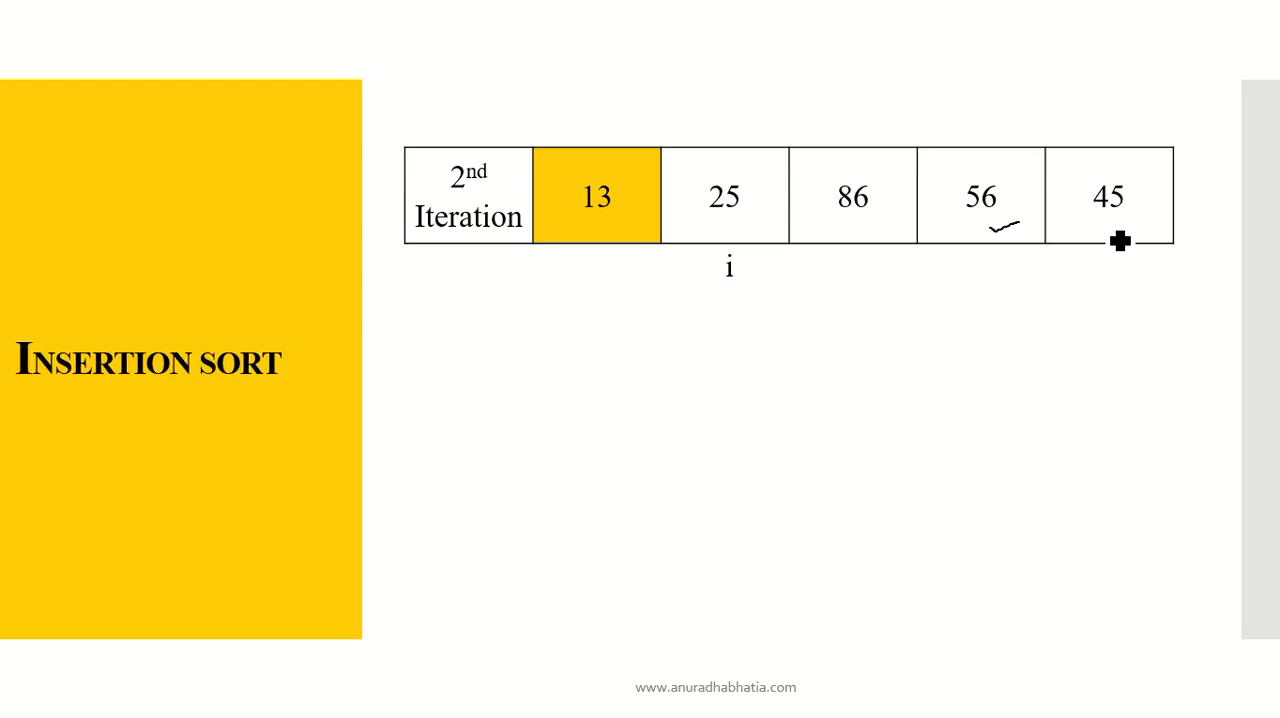 2nd
Iteration 13 25 86 56 45
i
INSERTION SORT
www.anuradhabhatia.com